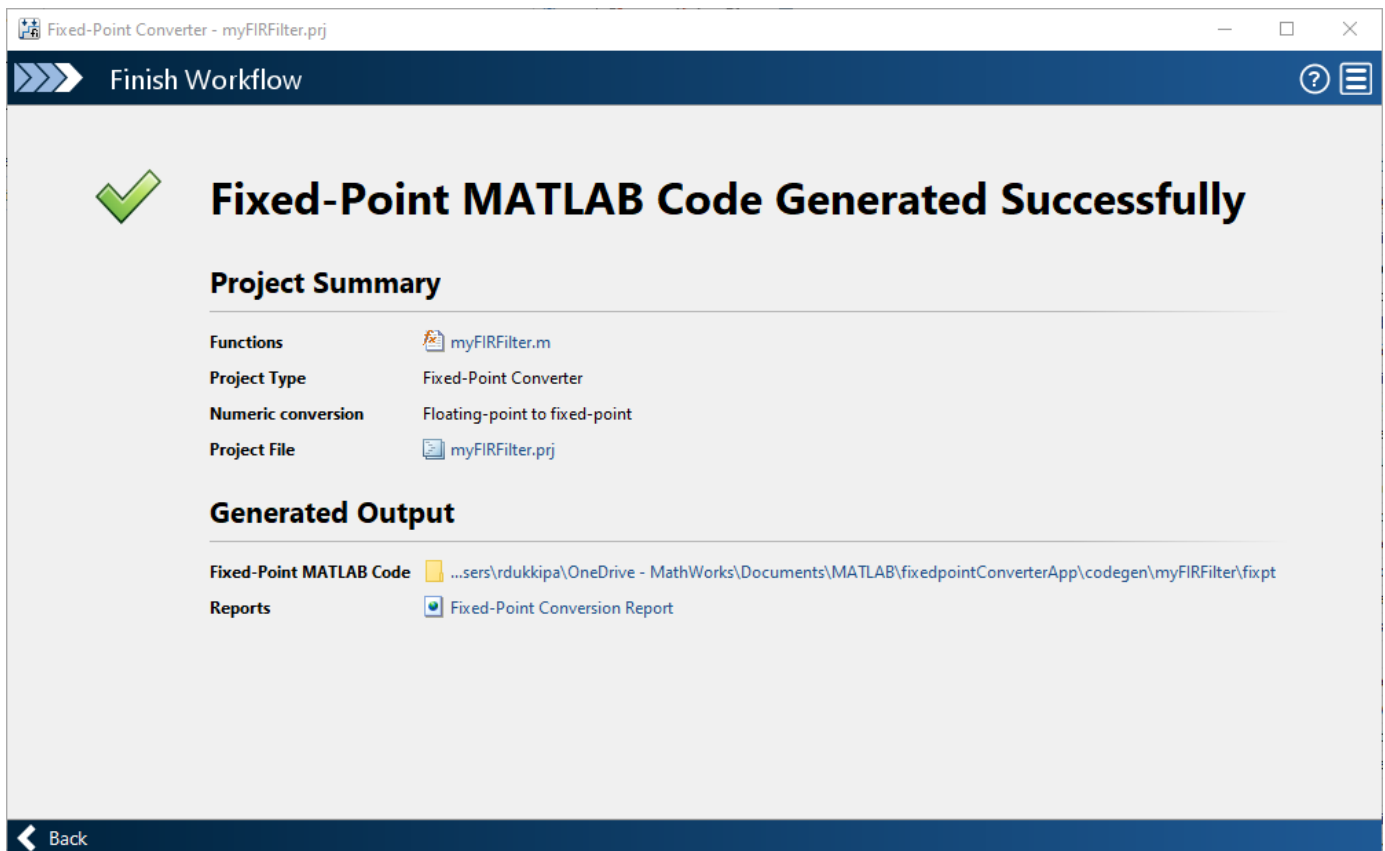 Fixed-Point Converter - myFIRFilter.prj
Finish Workflow
Fixed-Point MATLAB Code Generated Successfully
Project Summary
Functions myFIRFilter.m
Project Type Fixed-Point Converter
Numeric conversion Floating-point to fixed-point
Project File myFIRFilter.prj
Generated Output
Fixed-Point MATLAB Code ...sers\rdukkipa\OneDrive - MathWorks\Documents\MATLAB\fixedpointConverterApp\codegen\myFIRFilter\fixpt
Reports Fixed-Point Conversion Report
Back